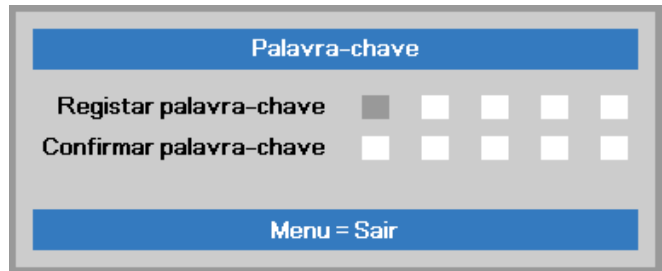 Palavra-chave
Registar palavra-chave
Confirmar palavra-chave
Menu = Sair